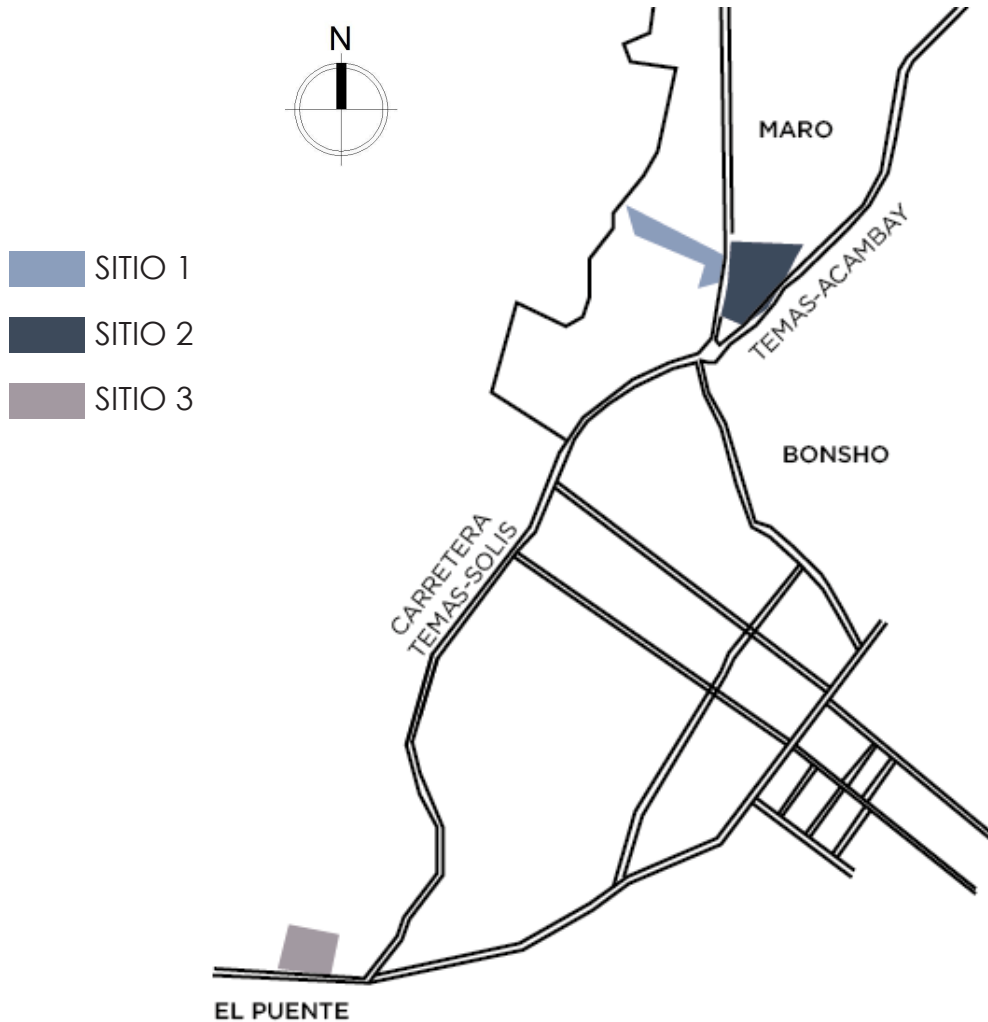 N
MARO
SITIO 1
SITIO 2
SITIO 3
TEMAS-ACAMBAY
BONSHO
CARRETERA
TEMAS-SOLIS
EL PUENTE